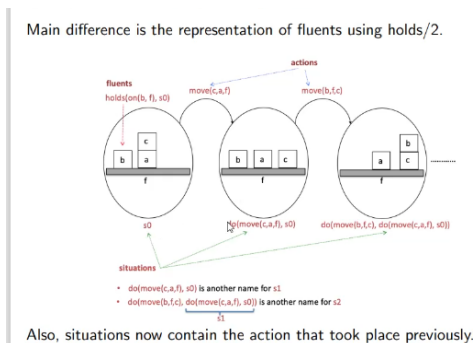 Main difference is the representation of fluents using holds/2.
actions
fluents
holds(on(b, f), s0)
move(c,a,f)
move(b,f,c)
c
b
a
f
b
a
c
f
b
a
c
f
..........
s0
do(move(c,a,f), s0)
do(move(b,f,c), do(move(c,a,f), s0))
situations
• do(move(c,a,f), s0) is another name for s1
• do(move(b,f,c), do(move(c,a,f), s0)) is another name for s2
s1
Also, situations now contain the action that took place previously.